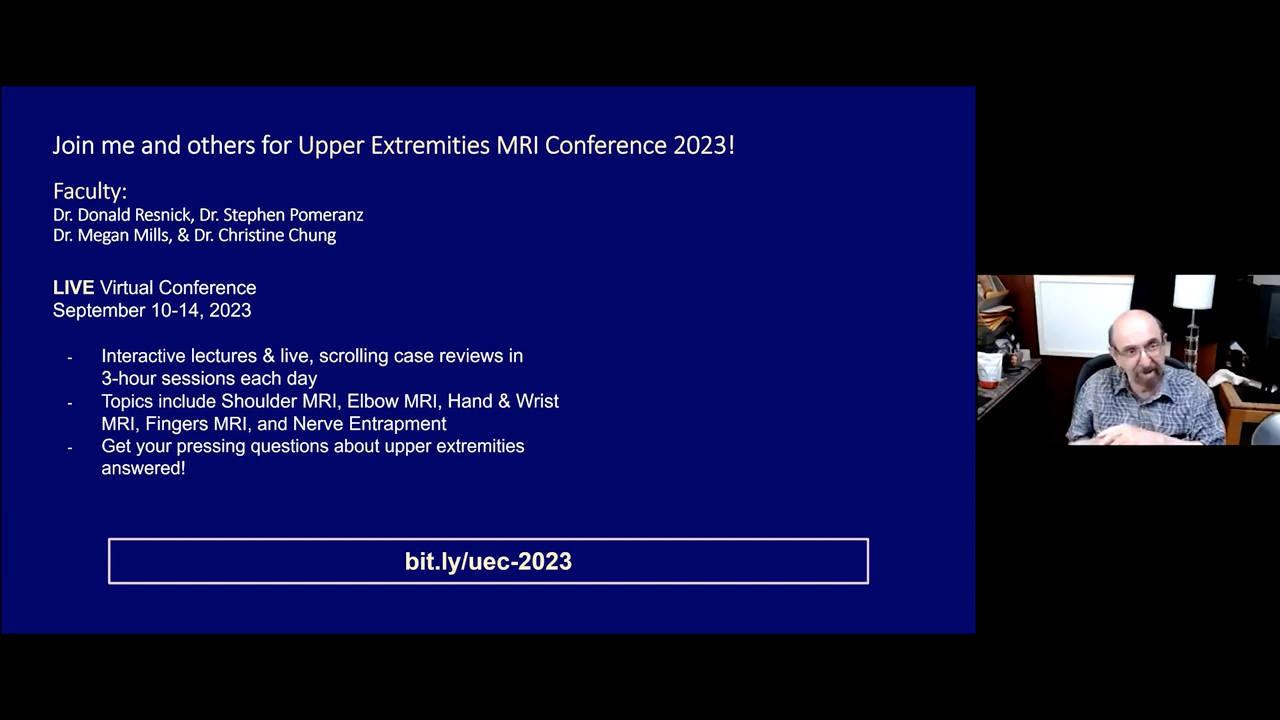 Join me and others for Upper Extremities MRI Conference 2023!
Faculty:
Dr. Donald Resnick, Dr. Stephen Pomeranz
Dr. Megan Mills, & Dr. Christine Chung
LIVE Virtual Conference
September 10-14, 2023
- Interactive lectures & live, scrolling case reviews in
3-hour sessions each day
- Topics include Shoulder MRI, Elbow MRI, Hand & Wrist
MRI, Fingers MRI, and Nerve Entrapment
- Get your pressing questions about upper extremities
answered!
bit.ly/uec-2023